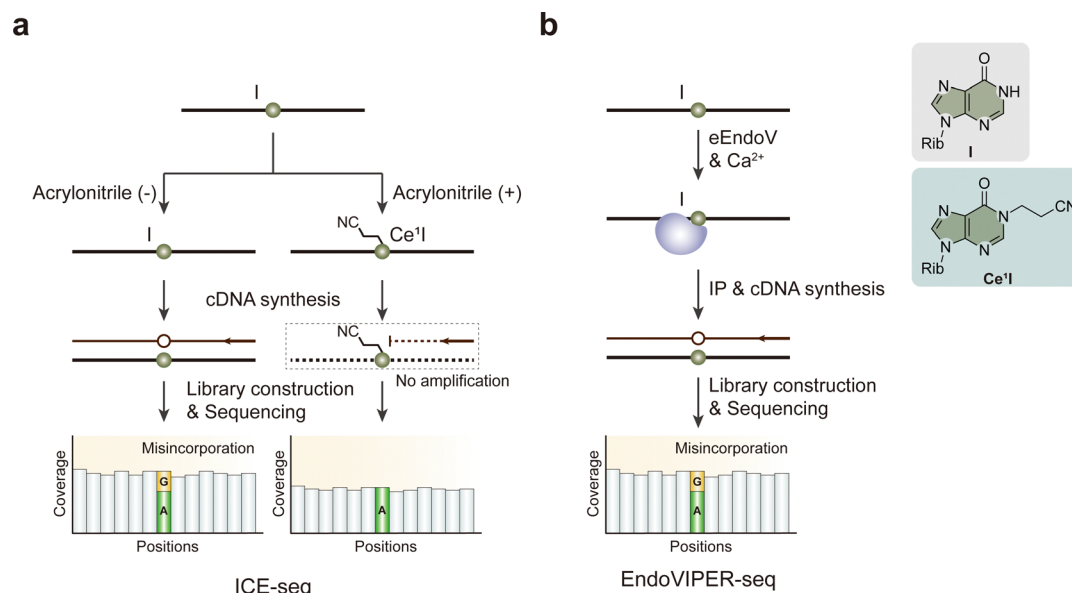 a
I
Acrylonitrile (-)
Acrylonitrile (+)
I
NC
Ce¹I
cDNA synthesis
NC
No amplification
Library construction
& Sequencing
Misincorporation
Coverage
G
A
Positions
Coverage
A
Positions
ICE-seq
b
I
eEndoV
& Ca²⁺
I
IP & cDNA synthesis
Library construction
& Sequencing
Misincorporation
Coverage
G
A
Positions
EndoVIPER-seq
O
N
NH
N
N
Rib
I
O
N
N
CN
N
N
Rib
Ce¹I